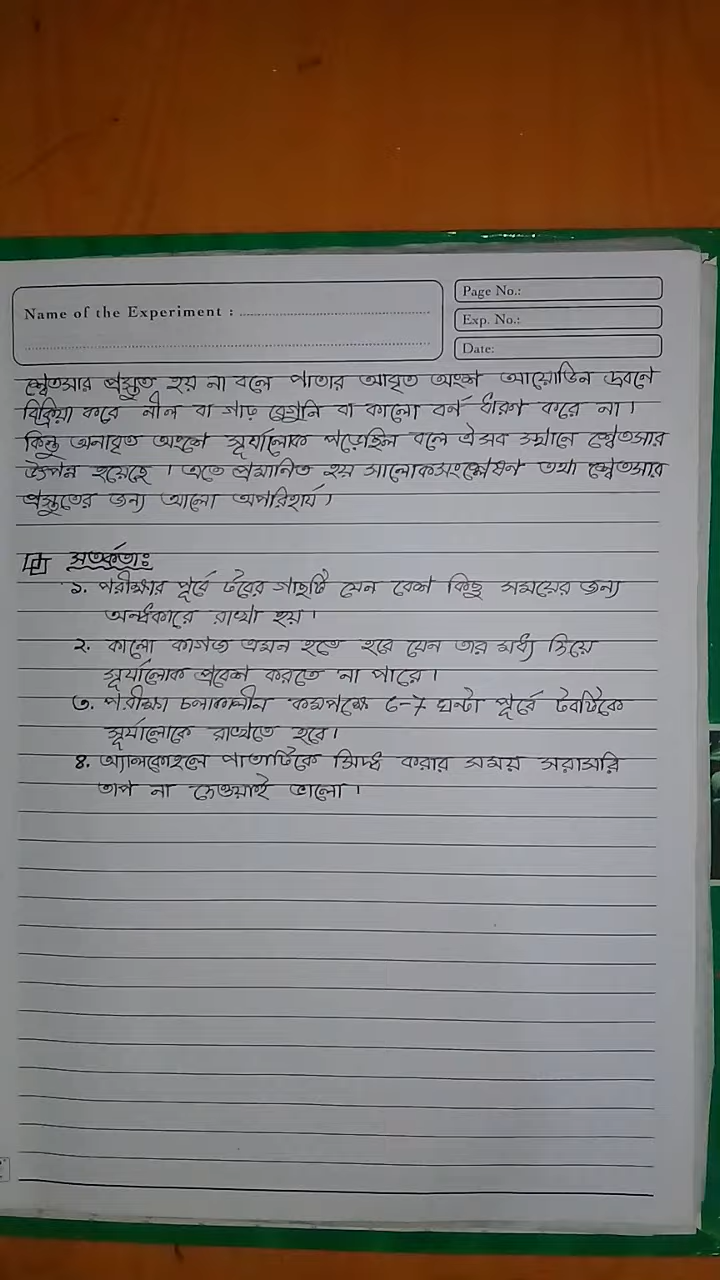 Name of the Experiment :
Page No.:
Exp. No.:
Date:
শ্বেতসার প্রস্তুত হয় না বলে পাতার আবৃত অংশ আয়োডিন দ্রবণে
বিক্রিয়া করে নীল বা গাঢ় বেগুনি বা কালো বর্ন ধারণ করে না।
কিন্তু অনাবৃত অংশে সূর্যালোক পড়েছিল বলে ঐসব স্থানে শ্বেতসার
উৎপন্ন হয়েছে। এতে প্রমানিত হয় সালোকসংশ্লেষন তথা শ্বেতসার
প্রস্তুতের জন্য আলো অপরিহার্য।
সতর্কতাঃ
১. পরীক্ষার পূর্বে টবের গাছটি যেন বেশ কিছু সময়ের জন্য
অন্ধকারে রাখা হয়।
২. কালো কাগজ এমন হতে হবে যেন তার মধ্য দিয়ে
সূর্যালোক প্রবেশ করতে না পারে।
৩. পরীক্ষা চলাকালীন কমপক্ষে ৬-7 ঘন্টা পূর্বে টবটিকে
সূর্যালোকে রাখতে হবে।
৪. অ্যালকোহলে পাতাটিকে সিদ্ধ করার সময় সরাসরি
তাপ না দেওয়াই ভালো।